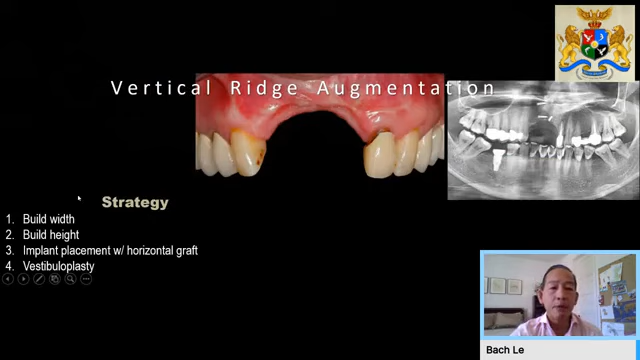 Vertical Ridge Augmentation
Strategy
1. Build width
2. Build height
3. Implant placement w/ horizontal graft
4. Vestibuloplasty
Bach Le